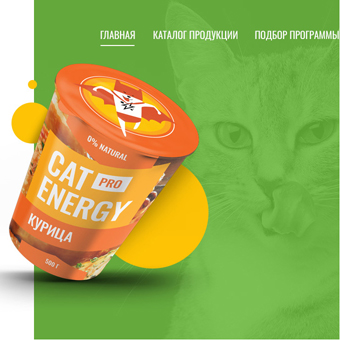 ГЛАВНАЯ КАТАЛОГ ПРОДУКЦИИ ПОДБОР ПРОГРАММЫ
0% NATURAL
CAT PRO
ENERGY
КУРИЦА
500 Г